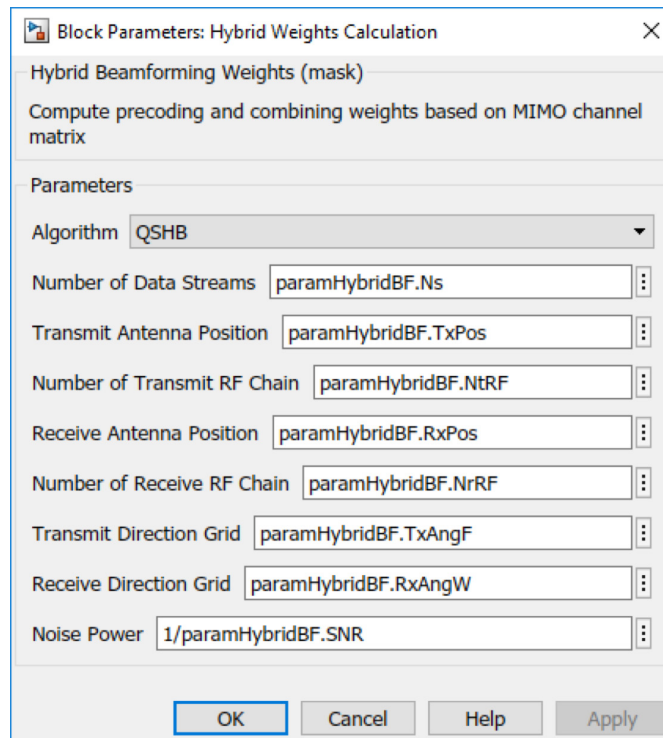 Block Parameters: Hybrid Weights Calculation
Hybrid Beamforming Weights (mask)
Compute precoding and combining weights based on MIMO channel
matrix
Parameters
Algorithm QSHB
Number of Data Streams paramHybridBF.Ns
Transmit Antenna Position paramHybridBF.TxPos
Number of Transmit RF Chain paramHybridBF.NtRF
Receive Antenna Position paramHybridBF.RxPos
Number of Receive RF Chain paramHybridBF.NrRF
Transmit Direction Grid paramHybridBF.TxAngF
Receive Direction Grid paramHybridBF.RxAngW
Noise Power 1/paramHybridBF.SNR
OK Cancel Help Apply